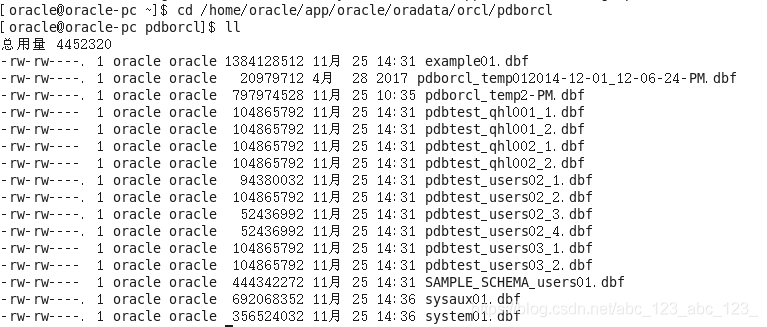 [oracle@oracle-pc ~]$ cd /home/oracle/app/oracle/oradata/orcl/pdborcl
[oracle@oracle-pc pdborcl]$ ll
总用量 4452320
-rw-rw----. 1 oracle oracle 1384128512 11月 25 14:31 example01.dbf
-rw-rw----. 1 oracle oracle 20979712 4月 28 2017 pdborcl_temp012014-12-01_12-06-24-PM.dbf
-rw-rw----. 1 oracle oracle 797974528 11月 25 10:35 pdborcl_temp2-PM.dbf
-rw-rw---- 1 oracle oracle 104865792 11月 25 14:31 pdbtest_qhl001_1.dbf
-rw-rw---- 1 oracle oracle 104865792 11月 25 14:31 pdbtest_qhl001_2.dbf
-rw-rw---- 1 oracle oracle 104865792 11月 25 14:31 pdbtest_qhl002_1.dbf
-rw-rw---- 1 oracle oracle 104865792 11月 25 14:31 pdbtest_qhl002_2.dbf
-rw-rw----. 1 oracle oracle 94380032 11月 25 14:31 pdbtest_users02_1.dbf
-rw-rw----. 1 oracle oracle 104865792 11月 25 14:31 pdbtest_users02_2.dbf
-rw-rw----. 1 oracle oracle 52436992 11月 25 14:31 pdbtest_users02_3.dbf
-rw-rw----. 1 oracle oracle 52436992 11月 25 14:31 pdbtest_users02_4.dbf
-rw-rw---- 1 oracle oracle 104865792 11月 25 14:31 pdbtest_users03_1.dbf
-rw-rw---- 1 oracle oracle 104865792 11月 25 14:31 pdbtest_users03_2.dbf
-rw-rw----. 1 oracle oracle 444342272 11月 25 14:31 SAMPLE_SCHEMA_users01.dbf
-rw-rw----. 1 oracle oracle 692068352 11月 25 14:36 sysaux01.dbf
-rw-rw----. 1 oracle oracle 356524032 11月 25 14:36 system01.dbf
blog.csdn.net/abc_123_abc_123_